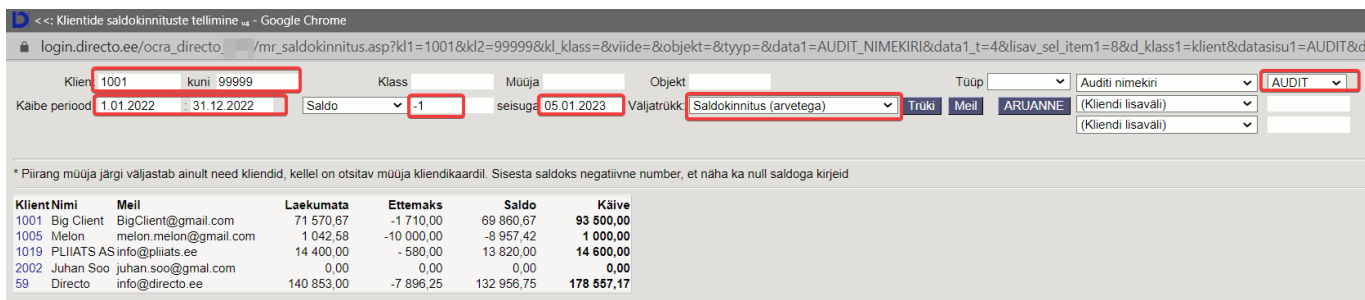 <<: Klientide saldokinnituste tellimine v4 - Google Chrome
login.directo.ee/ocra_directo_ /mr_saldokinnitus.asp?kl1=1001&kl2=99999&kl_klass=&viide=&objekt=&tyyp=&data1=AUDIT_NIMEKIRI&data1_t=4&lisav_sel_item1=8&d_klass1=klient&datasisu1=AUDIT&d
Klient 1001 kuni 99999 Klass Müüja Objekt Tüüp Auditi nimekiri AUDIT
Käibe periood 1.01.2022 : 31.12.2022 Saldo -1 seisuga 05.01.2023 Väljatrükk: Saldokinnitus (arvetega) Trüki Meil ARUANNE (Kliendi lisaväli)
(Kliendi lisaväli)
* Piirang müüja järgi väljastab ainult need kliendid, kellel on otsitav müüja kliendikaardil. Sisesta saldoks negatiivne number, et näha ka null saldoga kirjeid
Klient Nimi Meil Laekumata Ettemaks Saldo Käive
1001 Big Client BigClient@gmail.com 71 570,67 -1 710,00 69 860,67 93 500,00
1005 Melon melon.melon@gmail.com 1 042,58 -10 000,00 -8 957,42 1 000,00
1019 PLIIATS AS info@pliiats.ee 14 400,00 - 580,00 13 820,00 14 600,00
2002 Juhan Soo juhan.soo@gmal.com 0,00 0,00 0,00 0,00
59 Directo info@directo.ee 140 853,00 -7 896,25 132 956,75 178 557,17